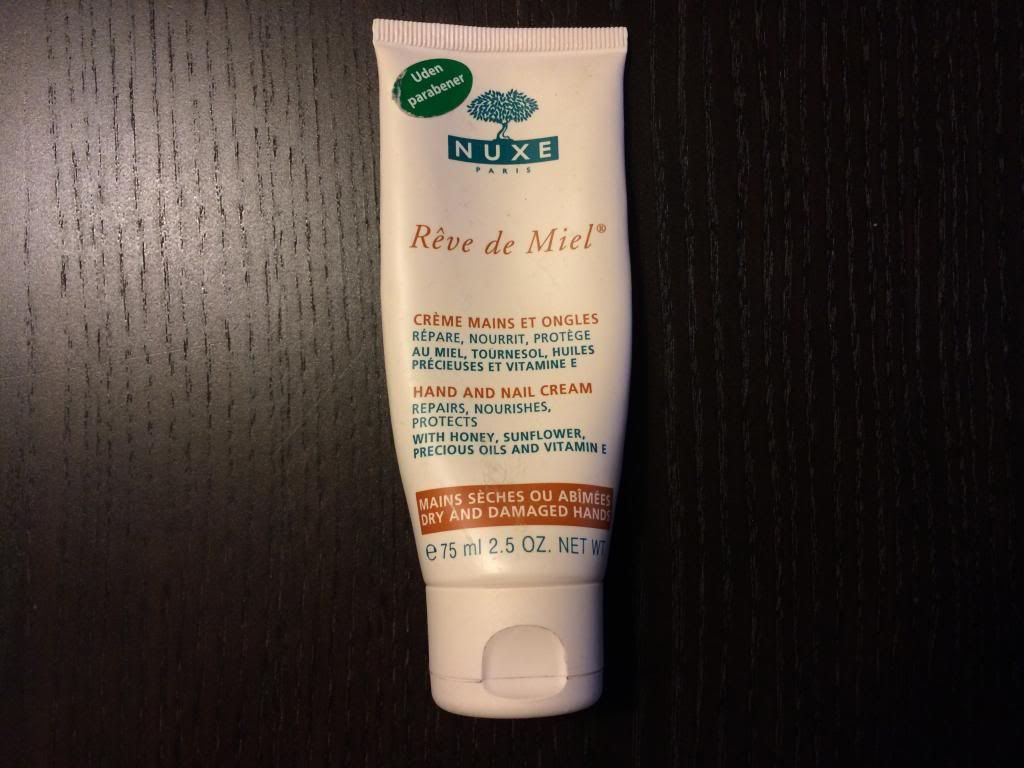 Uden
parabener
NUXE
PARIS
Rêve de Miel®
CRÈME MAINS ET ONGLES
RÉPARE, NOURRIT, PROTÈGE
AU MIEL, TOURNESOL, HUILES
PRÉCIEUSES ET VITAMINE E
HAND AND NAIL CREAM
REPAIRS, NOURISHES,
PROTECTS
WITH HONEY, SUNFLOWER,
PRECIOUS OILS AND VITAMIN E
MAINS SÈCHES OU ABÎMÉES
DRY AND DAMAGED HANDS
℮ 75 ml 2.5 OZ. NET WT